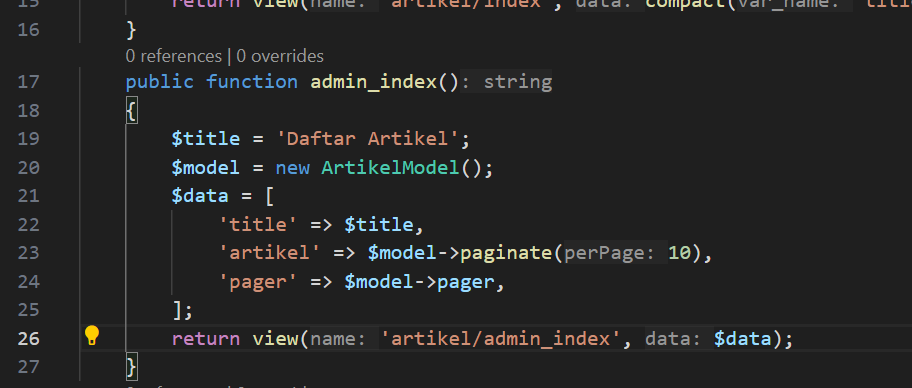 15 return view(name: 'artikel/index', data: compact(var_name: 'titl
16 }
0 references | 0 overrides
17 public function admin_index(): string
18 {
19 $title = 'Daftar Artikel';
20 $model = new ArtikelModel();
21 $data = [
22 'title' => $title,
23 'artikel' => $model->paginate(perPage: 10),
24 'pager' => $model->pager,
25 ];
26 return view(name: 'artikel/admin_index', data: $data);
27 }